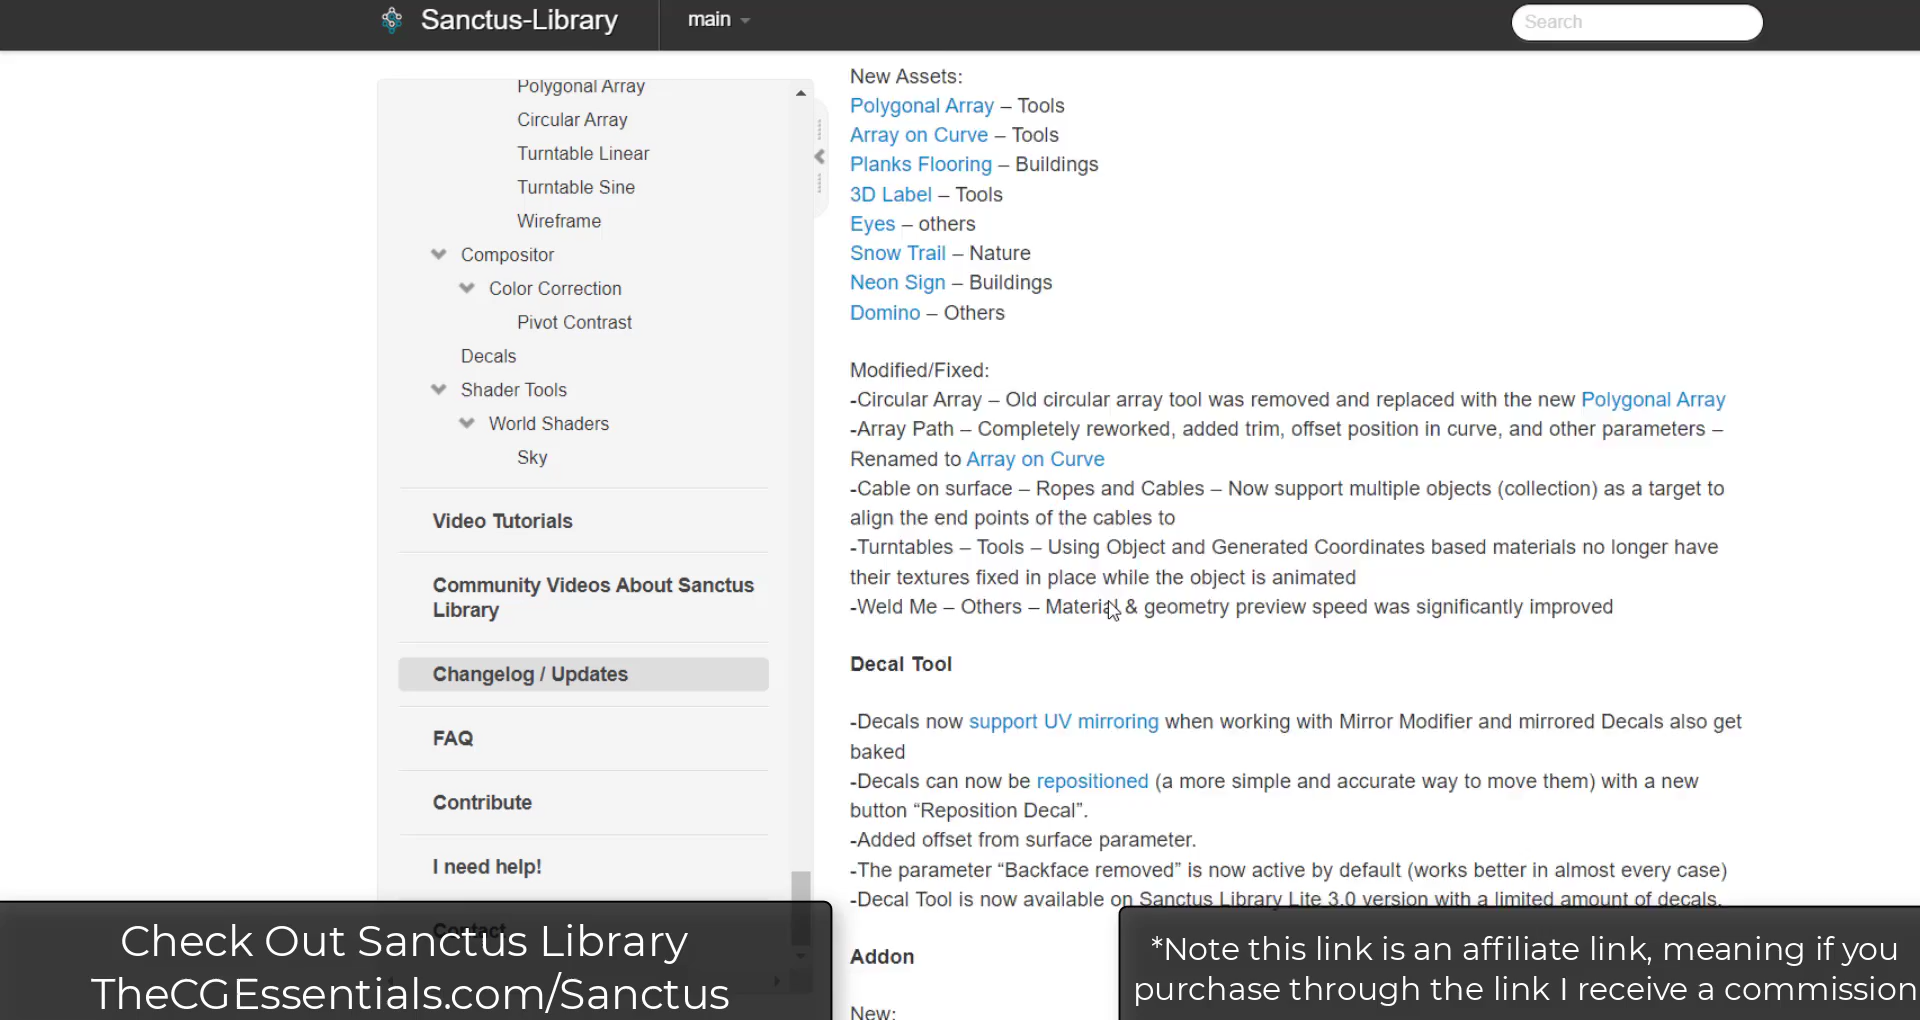 Sanctus-Library
main
Search
Polygonal Array
Circular Array
Turntable Linear
Turntable Sine
Wireframe
Compositor
Color Correction
Pivot Contrast
Decals
Shader Tools
World Shaders
Sky
Video Tutorials
Community Videos About Sanctus
Library
Changelog / Updates
FAQ
Contribute
I need help!
Contact
New Assets:
Polygonal Array – Tools
Array on Curve – Tools
Planks Flooring – Buildings
3D Label – Tools
Eyes – others
Snow Trail – Nature
Neon Sign – Buildings
Domino – Others
Modified/Fixed:
-Circular Array – Old circular array tool was removed and replaced with the new Polygonal Array
-Array Path – Completely reworked, added trim, offset position in curve, and other parameters –
Renamed to Array on Curve
-Cable on surface – Ropes and Cables – Now support multiple objects (collection) as a target to
align the end points of the cables to
-Turntables – Tools – Using Object and Generated Coordinates based materials no longer have
their textures fixed in place while the object is animated
-Weld Me – Others – Material & geometry preview speed was significantly improved
Decal Tool
-Decals now support UV mirroring when working with Mirror Modifier and mirrored Decals also get
baked
-Decals can now be repositioned (a more simple and accurate way to move them) with a new
button “Reposition Decal”.
-Added offset from surface parameter.
-The parameter “Backface removed” is now active by default (works better in almost every case)
-Decal Tool is now available on Sanctus Library Lite 3.0 version with a limited amount of decals.
Addon
New:
Check Out Sanctus Library
TheCGEssentials.com/Sanctus
*Note this link is an affiliate link, meaning if you
purchase through the link I receive a commission